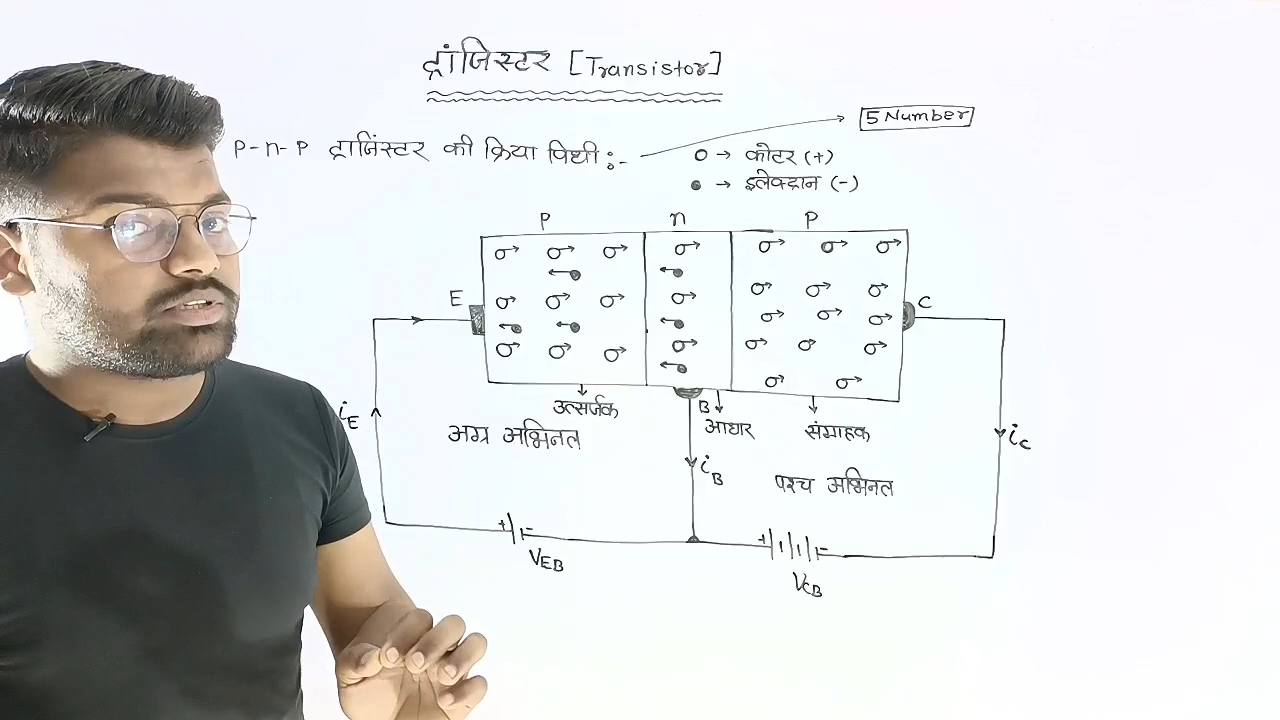 ट्रांजिस्टर [Transistor]
P-n-P ट्राजिंस्टर की क्रिया विधी :-
5 Number
o → कोटर (+)
● → इलेक्ट्रान (-)
P n P
E C
उत्सर्जक
B
आधार
संग्राहक
अग्र अभिनत
पश्च अभिनत
iE
iB
iC
+ -
VEB
+ -
VCB